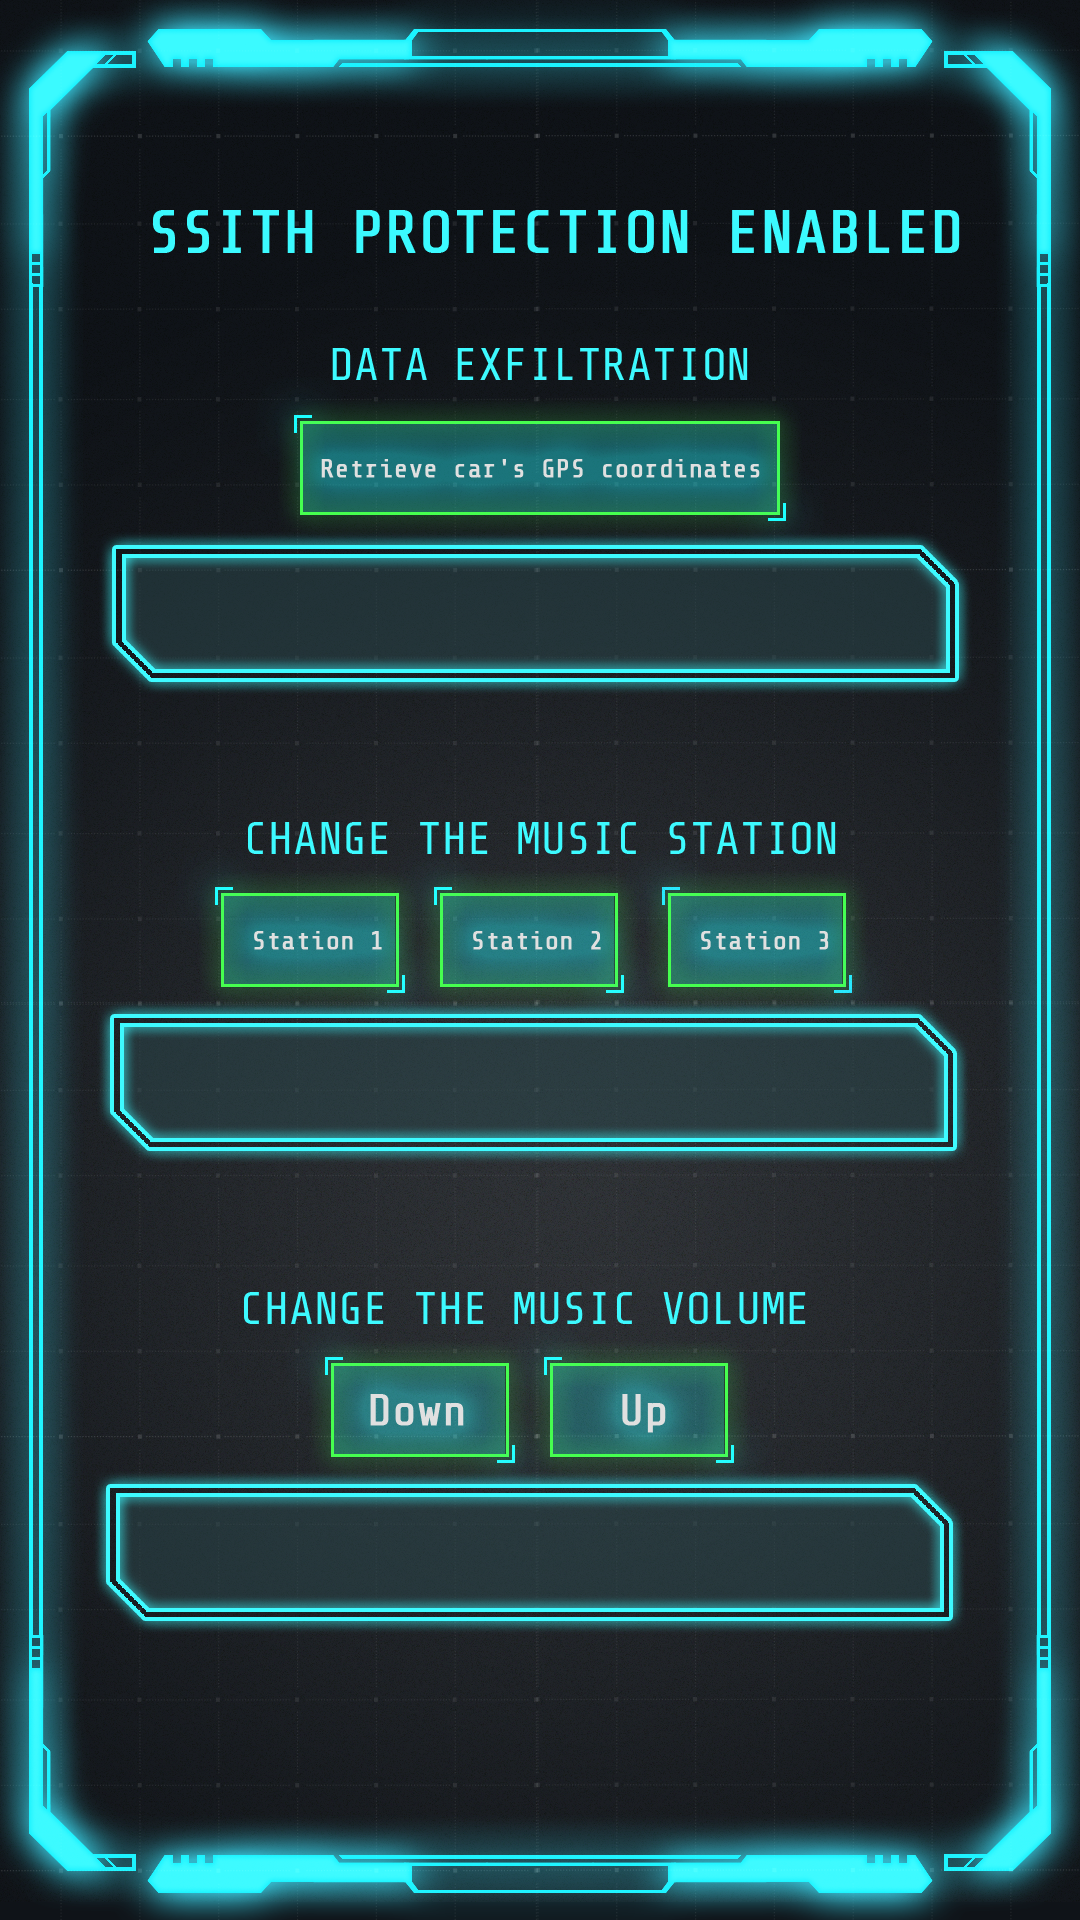 SSITH PROTECTION ENABLED
DATA EXFILTRATION
Retrieve car's GPS coordinates
CHANGE THE MUSIC STATION
Station 1
Station 2
Station 3
CHANGE THE MUSIC VOLUME
Down
Up